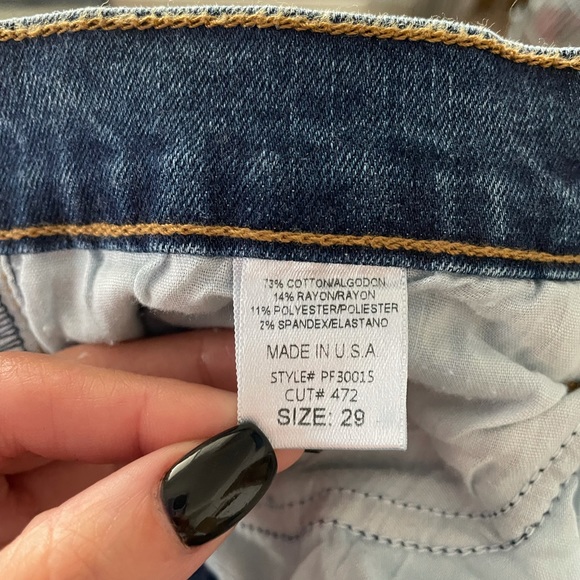 73% COTTON/ALGODON
14% RAYON/RAYON
11% POLYESTER/POLIESTER
2% SPANDEX/ELASTANO
MADE IN U.S.A
STYLE# PF30015
CUT# 472
SIZE: 29